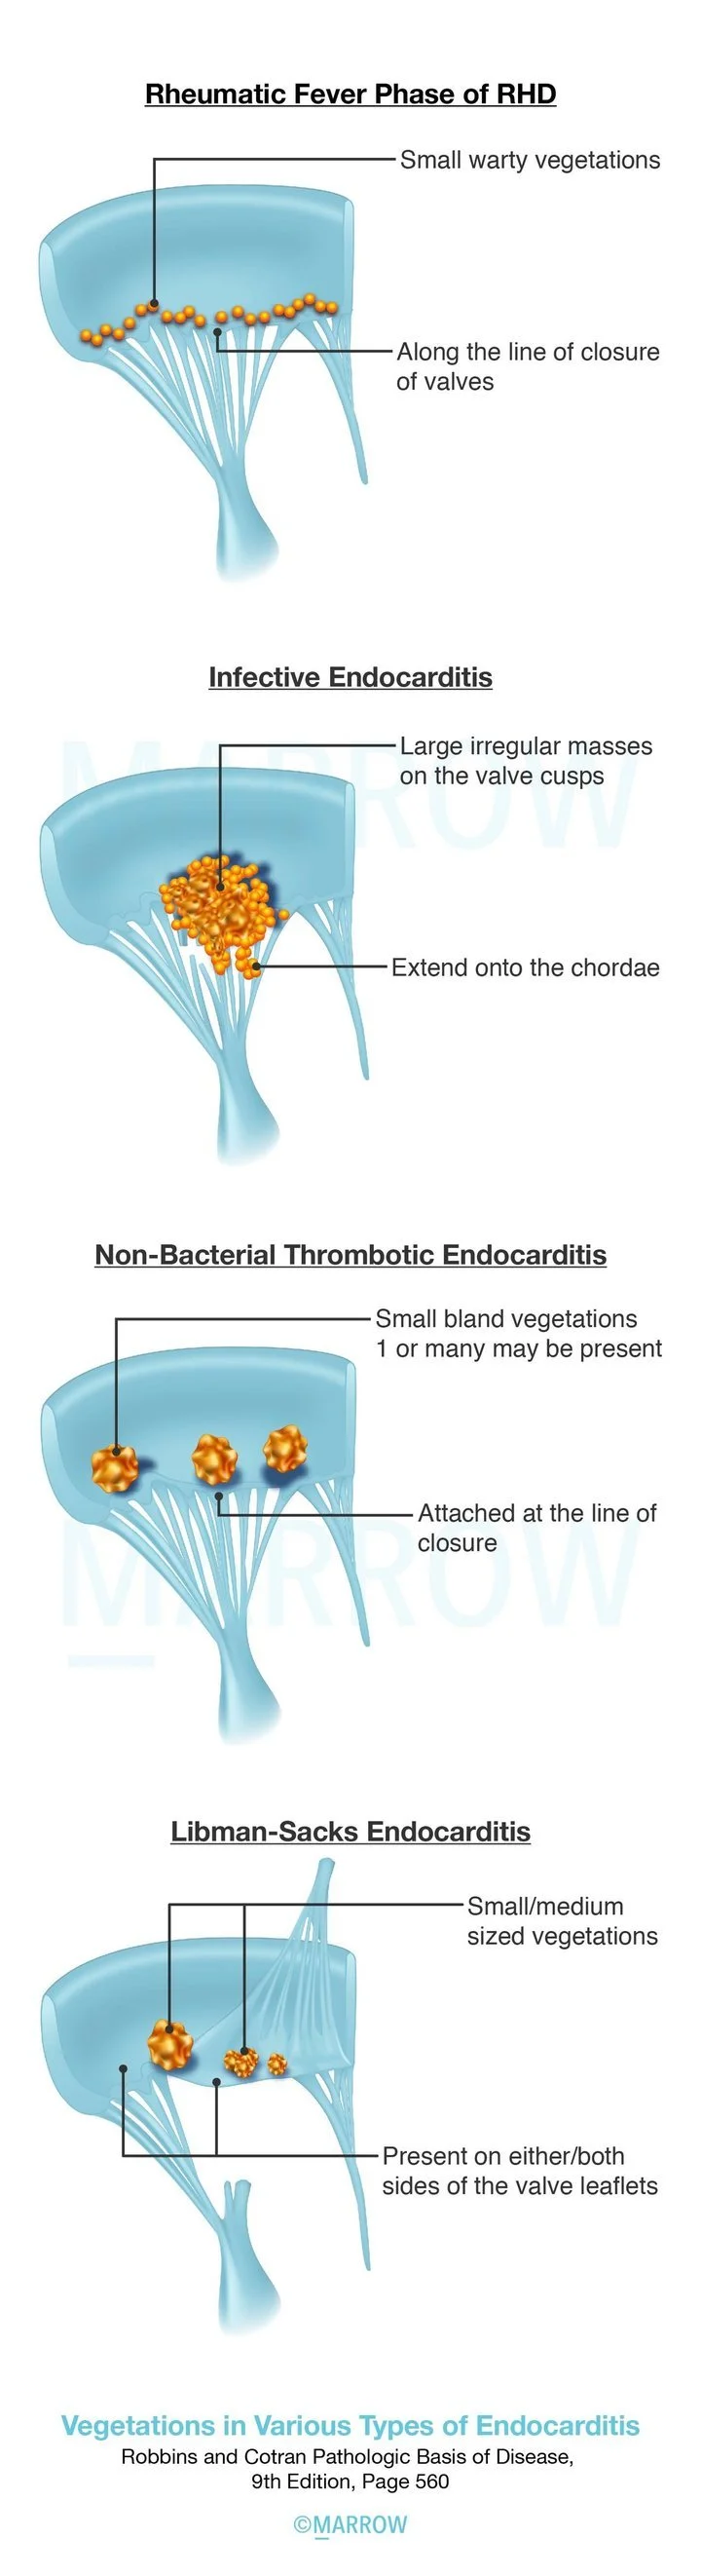 Rheumatic Fever Phase of RHD
Small warty vegetations
Along the line of closure
of valves
Infective Endocarditis
MARROW
Large irregular masses
on the valve cusps
Extend onto the chordae
Non-Bacterial Thrombotic Endocarditis
Small bland vegetations
1 or many may be present
Attached at the line of
closure
MARROW
Libman-Sacks Endocarditis
Small/medium
sized vegetations
Present on either/both
sides of the valve leaflets
Vegetations in Various Types of Endocarditis
Robbins and Cotran Pathologic Basis of Disease,
9th Edition, Page 560
©MARROW